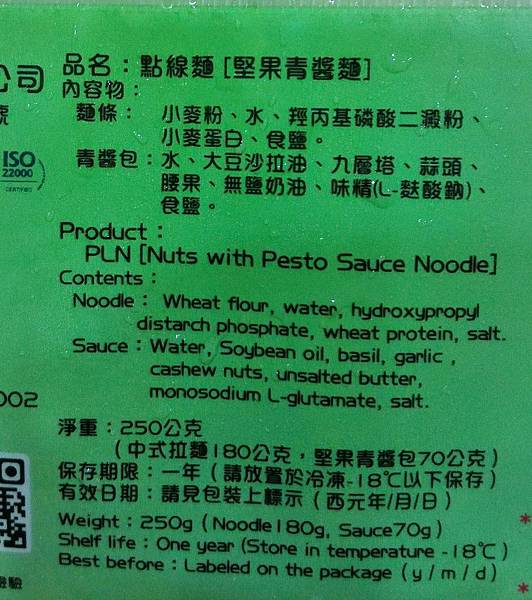 公司
號
ISO
22000
002
品名：點線麵 [堅果青醬麵]
內容物：
麵條： 小麥粉、水、羥丙基磷酸二澱粉、
小麥蛋白、食鹽。
青醬包：水、大豆沙拉油、九層塔、蒜頭、
腰果、無鹽奶油、味精(L-麩酸鈉)、
食鹽。
Product：
PLN [Nuts with Pesto Sauce Noodle]
Contents：
Noodle： Wheat flour, water, hydroxypropyl
distarch phosphate, wheat protein, salt.
Sauce：Water, Soybean oil, basil, garlic ,
cashew nuts, unsalted butter,
monosodium L-glutamate, salt.
淨重：250公克
（中式拉麵180公克，堅果青醬包70公克）
保存期限：一年（請放置於冷凍-18℃以下保存）
有效日期：請見包裝上標示（西元年/月/日）
Weight：250g（Noodle180g, Sauce70g）
Shelf life：One year (Store in temperature -18℃)
Best before：Labeled on the package（y/m/d）
*
*
檢驗